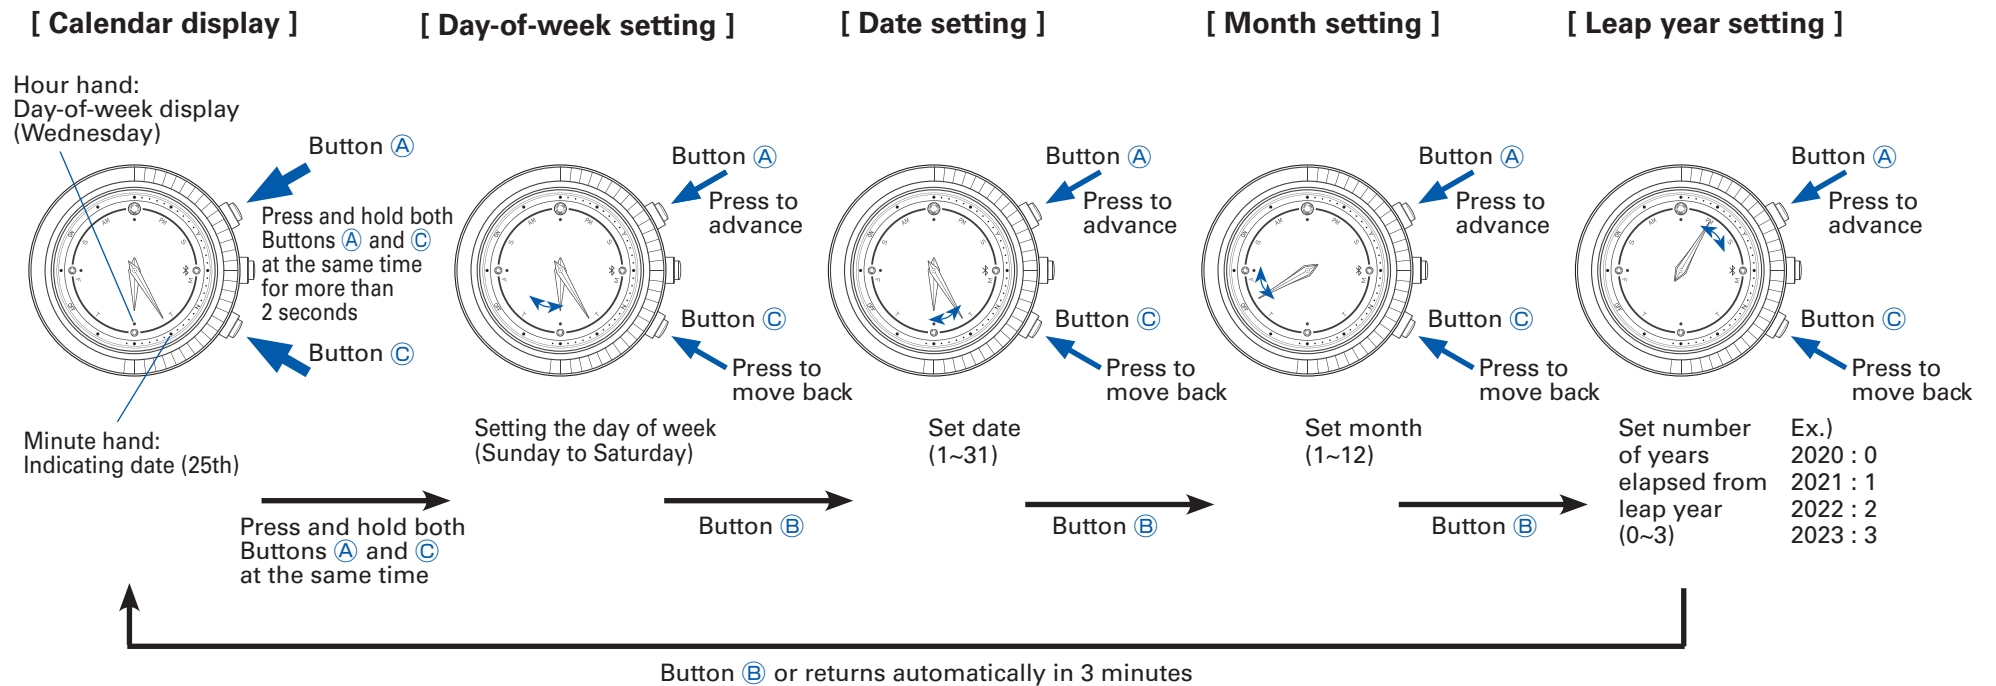 [ Calendar display ]
Hour hand:
Day-of-week display
(Wednesday)
Button Ⓐ
Press and hold both
Buttons Ⓐ and Ⓒ
at the same time
for more than
2 seconds
Button Ⓒ
Minute hand:
Indicating date (25th)
Press and hold both
Buttons Ⓐ and Ⓒ
at the same time
[ Day-of-week setting ]
Button Ⓐ
Press to
advance
Button Ⓒ
Press to
move back
Setting the day of week
(Sunday to Saturday)
Button Ⓑ
[ Date setting ]
Button Ⓐ
Press to
advance
Button Ⓒ
Press to
move back
Set date
(1~31)
Button Ⓑ
[ Month setting ]
Button Ⓐ
Press to
advance
Button Ⓒ
Press to
move back
Set month
(1~12)
Button Ⓑ
[ Leap year setting ]
Button Ⓐ
Press to
advance
Button Ⓒ
Press to
move back
Set number
of years
elapsed from
leap year
(0~3)
Ex.)
2020 : 0
2021 : 1
2022 : 2
2023 : 3
Button Ⓑ or returns automatically in 3 minutes